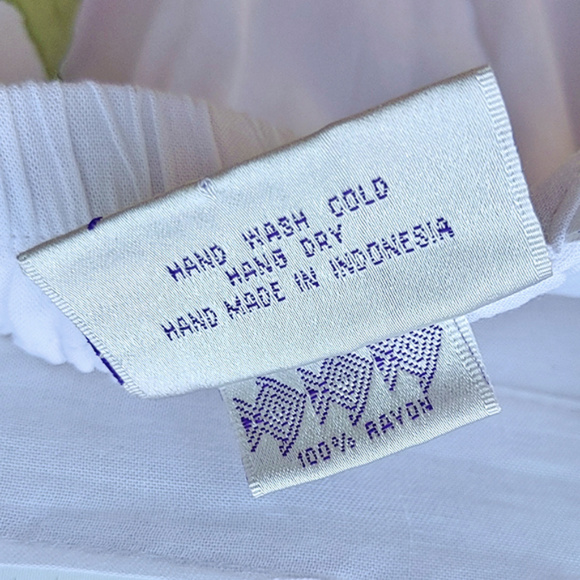 HAND WASH COLD
HANG DRY
HAND MADE IN INDONESIA
100% RAYON